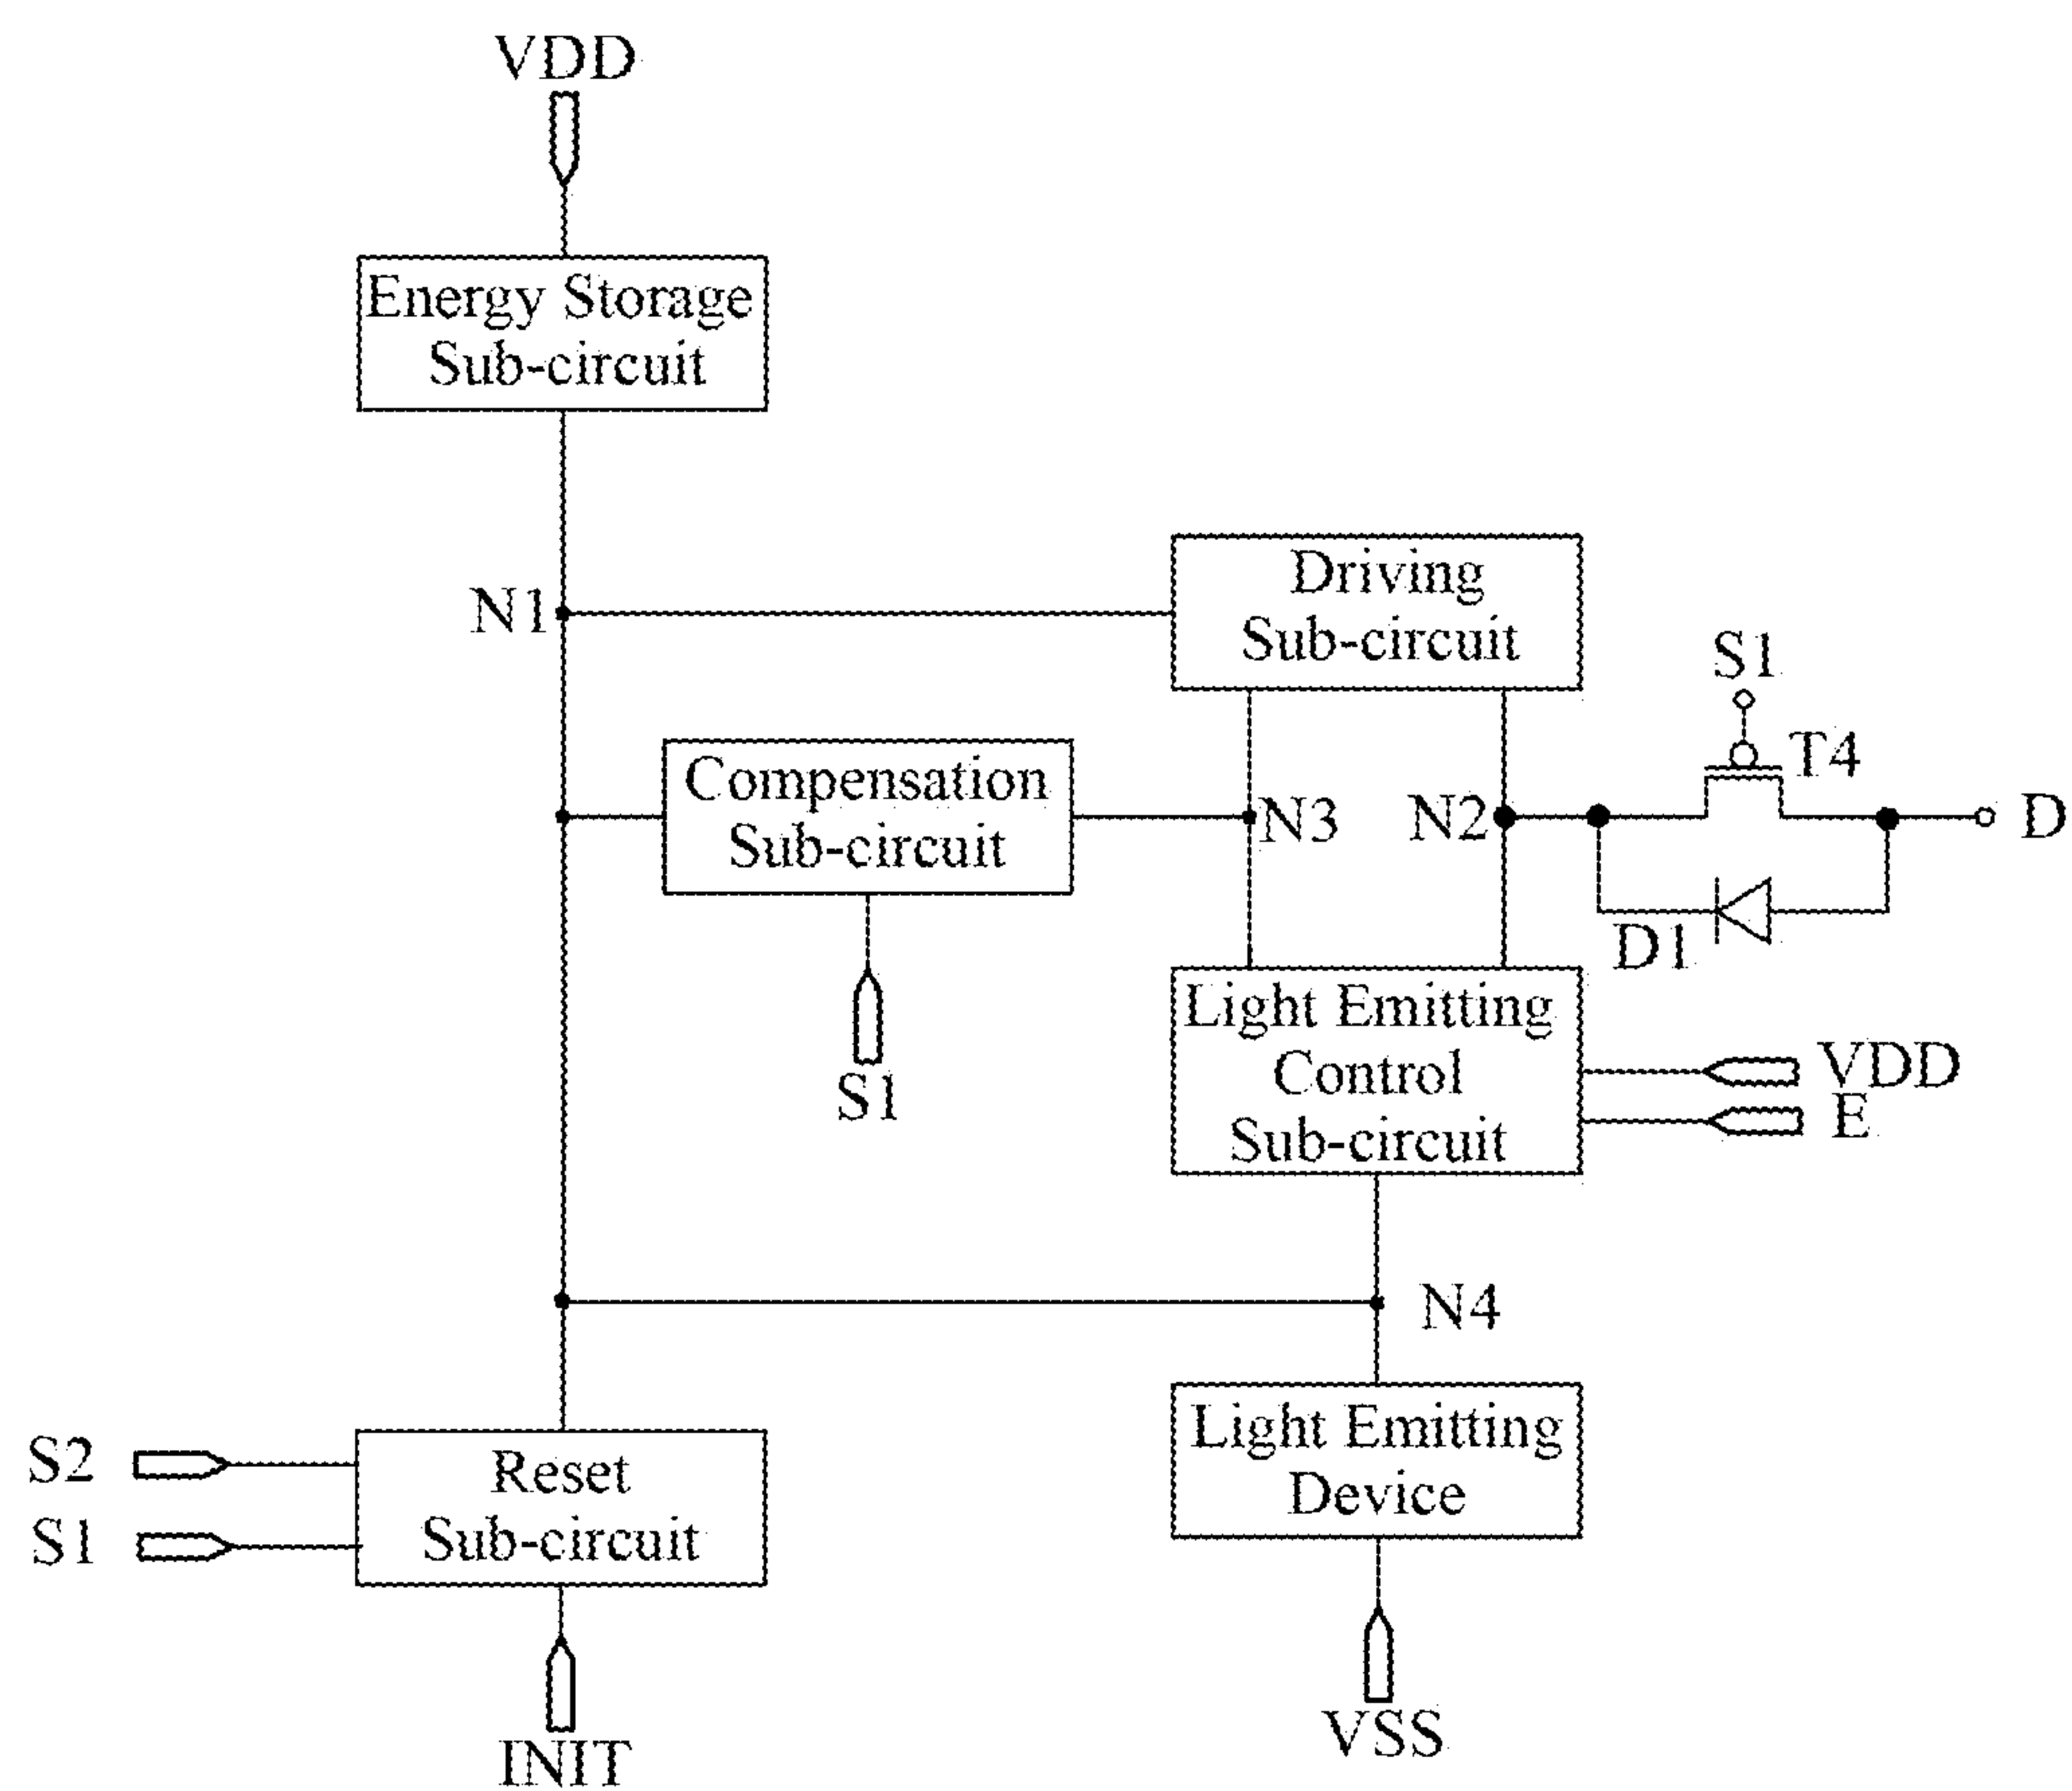 VDD
Energy Storage
Sub-circuit
N1
Driving
Sub-circuit
S1
T4
Compensation
Sub-circuit
N3
N2
D
D1
S1
Light Emitting
Control
Sub-circuit
VDD
E
N4
S2
S1
Reset
Sub-circuit
Light Emitting
Device
INIT
VSS